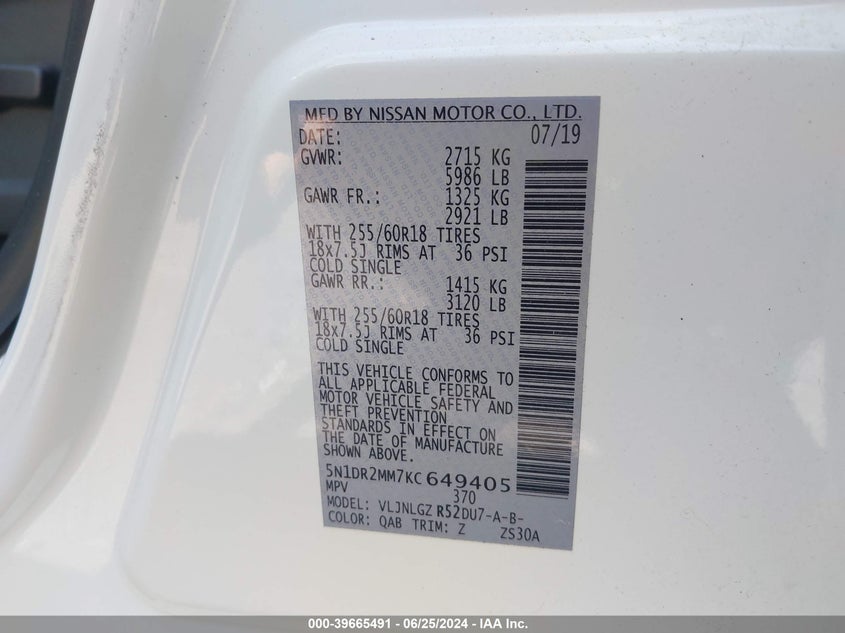 MFD BY NISSAN MOTOR CO., LTD.
DATE: 07/19
GVWR: 2715 KG
5986 LB
GAWR FR.: 1325 KG
2921 LB
WITH 255/60R18 TIRES
18x7.5J RIMS AT 36 PSI
COLD SINGLE
GAWR RR.: 1415 KG
3120 LB
WITH 255/60R18 TIRES
18x7.5J RIMS AT 36 PSI
COLD SINGLE
THIS VEHICLE CONFORMS TO
ALL APPLICABLE FEDERAL
MOTOR VEHICLE SAFETY AND
THEFT PREVENTION
STANDARDS IN EFFECT ON
THE DATE OF MANUFACTURE
SHOWN ABOVE.
5N1DR2MM7KC649405
MPV 370
MODEL: VLJNLGZ R52DU7-A-B-
COLOR: QAB TRIM: Z ZS30A
000-39665491 - 06/25/2024 - IAA Inc.